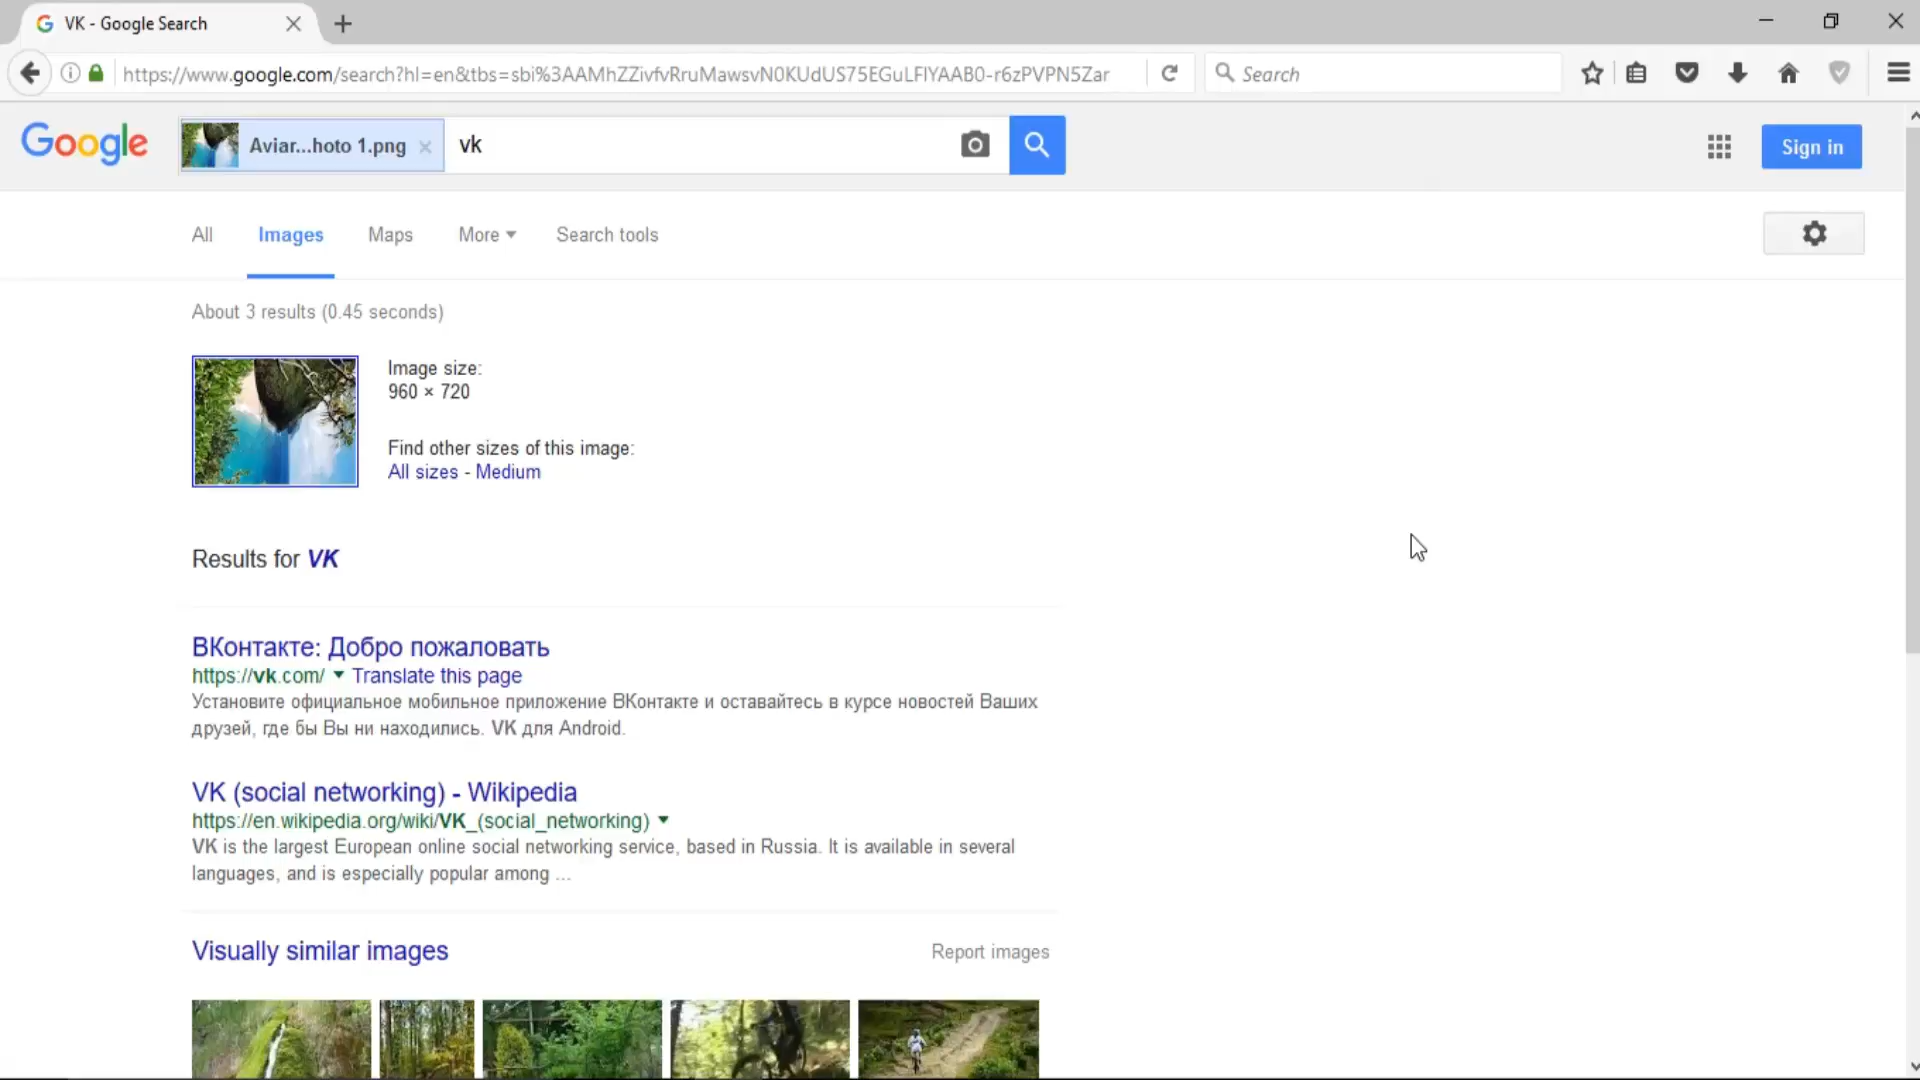 VK - Google Search
https://www.google.com/search?hl=en&tbs=sbi%3AAMhZZivfvRruMawsvN0KUdUS75EGuLFlYAAB0-r6zPVPN5Zar
Search
Google
Aviar...hoto 1.png
vk
Sign in
All
Images
Maps
More
Search tools
About 3 results (0.45 seconds)
Image size:
960 × 720
Find other sizes of this image:
All sizes - Medium
Results for VK
ВКонтакте: Добро пожаловать
https://vk.com/ Translate this page
Установите официальное мобильное приложение ВКонтакте и оставайтесь в курсе новостей Ваших
друзей, где бы Вы ни находились. VK для Android.
VK (social networking) - Wikipedia
https://en.wikipedia.org/wiki/VK_(social_networking)
VK is the largest European online social networking service, based in Russia. It is available in several
languages, and is especially popular among ...
Visually similar images
Report images